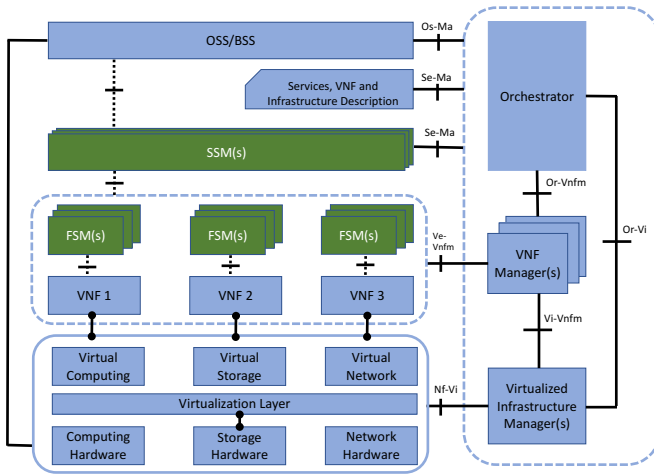 OSS/BSS
Os-Ma
Services, VNF and
Infrastructure Description
Se-Ma
Orchestrator
SSM(s)
Se-Ma
Or-Vnfm
FSM(s)
FSM(s)
FSM(s)
Ve-
Vnfm
VNF
Manager(s)
Or-Vi
VNF 1
VNF 2
VNF 3
Vi-Vnfm
Virtual
Computing
Virtual
Storage
Virtual
Network
Virtualization Layer
Nf-Vi
Virtualized
Infrastructure
Manager(s)
Computing
Hardware
Storage
Hardware
Network
Hardware